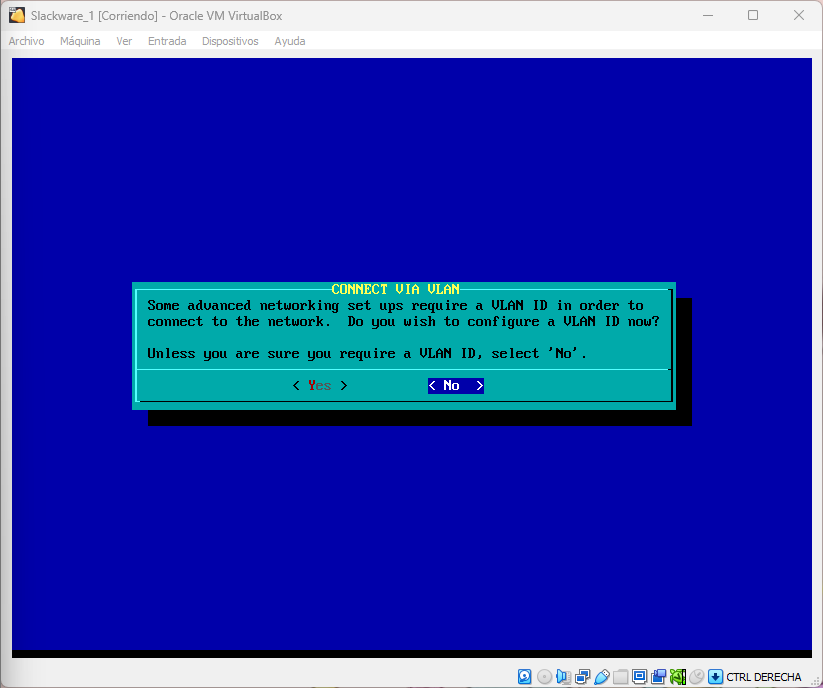 Slackware_1 [Corriendo] - Oracle VM VirtualBox
Archivo Máquina Ver Entrada Dispositivos Ayuda
CONNECT VIA VLAN
Some advanced networking set ups require a VLAN ID in order to
connect to the network.  Do you wish to configure a VLAN ID now?
Unless you are sure you require a VLAN ID, select 'No'.
< Yes > < No >
CTRL DERECHA